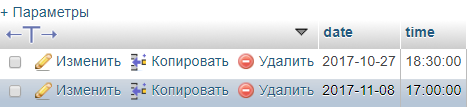 + Параметры
←T→ date time
Изменить Копировать Удалить 2017-10-27 18:30:00
Изменить Копировать Удалить 2017-11-08 17:00:00